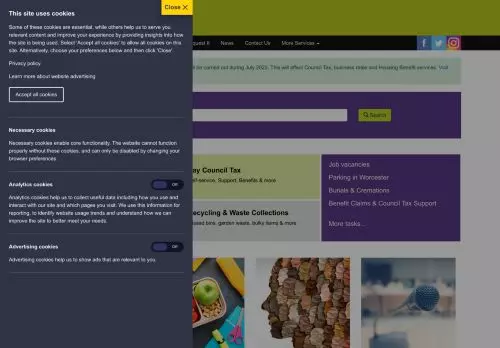 This site uses cookies
Close ×
Some of these cookies are essential, while others help us to serve you
relevant content and improve your experience by providing insights into
how the site is being used. Select 'Accept all cookies' to allow all cookies on this
site. Alternatively, choose your preferences below and then click 'Close'.
Privacy policy
Learn more about website advertising
Accept all cookies
Necessary cookies
Necessary cookies enable core functionality. The website cannot function
properly without these cookies, and can only be disabled by changing your
browser preferences.
Analytics cookies
Off
Analytics cookies help us to collect useful data including how you use and
interact with our site and which pages you visit. We use this information for
reporting, to identify website usage trends and understand how we can
improve the site to better meet your needs.
Advertising cookies
Off
Advertising cookies help us to show ads that are relevant to you.
quest It News Contact Us More Services
carried out during July 2022. This will affect Council Tax, business rates and Housing Benefit services. Visit
Search
ay Council Tax
elf-service, Support, Benefits & more
ecycling & Waste Collections
issed bins, garden waste, bulky items & more
Job vacancies
Parking in Worcester
Burials & Cremations
Benefit Claims & Council Tax Support
More tasks...